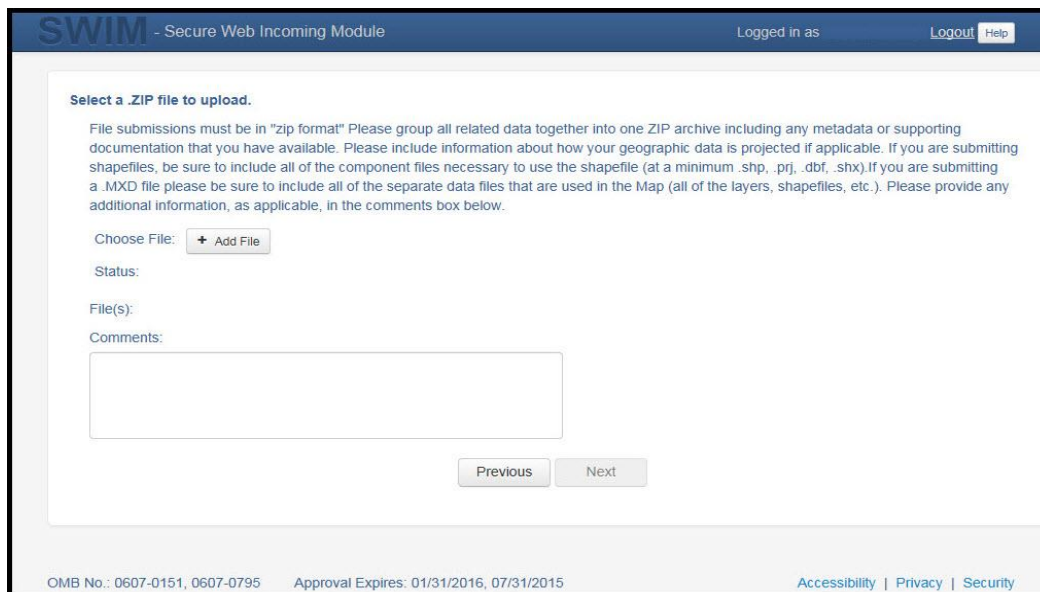 SWIM - Secure Web Incoming Module Logged in as Logout Help
Select a .ZIP file to upload.
File submissions must be in "zip format" Please group all related data together into one ZIP archive including any metadata or supporting
documentation that you have available. Please include information about how your geographic data is projected if applicable. If you are submitting
shapefiles, be sure to include all of the component files necessary to use the shapefile (at a minimum .shp, .prj, .dbf, .shx).If you are submitting
a .MXD file please be sure to include all of the separate data files that are used in the Map (all of the layers, shapefiles, etc.). Please provide any
additional information, as applicable, in the comments box below.
Choose File: + Add File
Status:
File(s):
Comments:
Previous Next
OMB No.: 0607-0151, 0607-0795 Approval Expires: 01/31/2016, 07/31/2015 Accessibility | Privacy | Security